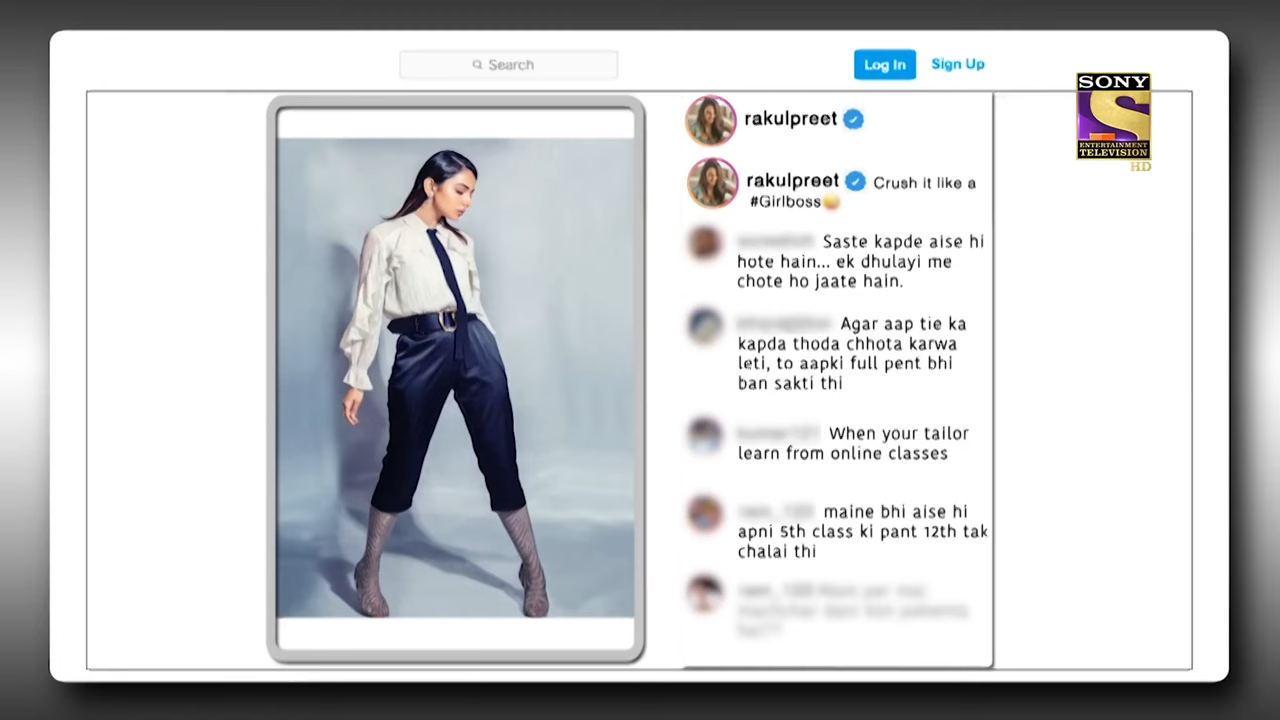 Search
Log In
Sign Up
SONY
ENTERTAINMENT
TELEVISION
HD
rakulpreet
rakulpreet Crush it like a
#Girlboss
Saste kapde aise hi
hote hain... ek dhulayi me
chote ho jaate hain.
Agar aap tie ka
kapda thoda chhota karwa
leti, to aapki full pent bhi
ban sakti thi
When your tailor
learn from online classes
maine bhi aise hi
apni 5th class ki pant 12th tak
chalai thi